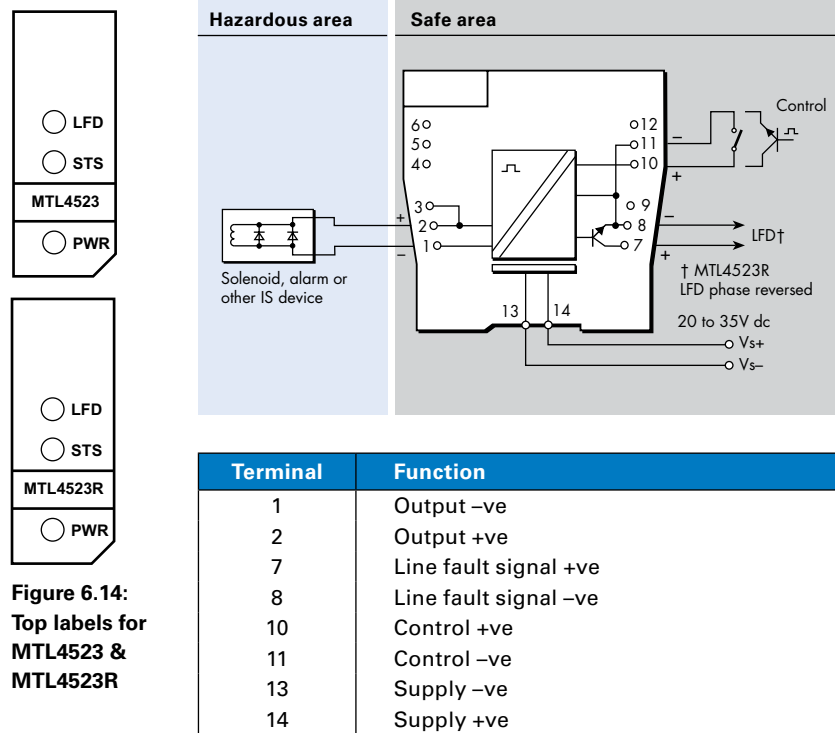 LFD
STS
MTL4523
PWR
LFD
STS
MTL4523R
PWR
Figure 6.14:
Top labels for
MTL4523 &
MTL4523R
Hazardous area
Safe area
6
5
4
3
2
1
+
–
Solenoid, alarm or
other IS device
12
11
10
9
8
7
–
+
Control
–
+
LFD†
† MTL4523R
LFD phase reversed
13
14
20 to 35V dc
Vs+
Vs–
Terminal Function
1 Output –ve
2 Output +ve
7 Line fault signal +ve
8 Line fault signal –ve
10 Control +ve
11 Control –ve
13 Supply –ve
14 Supply +ve